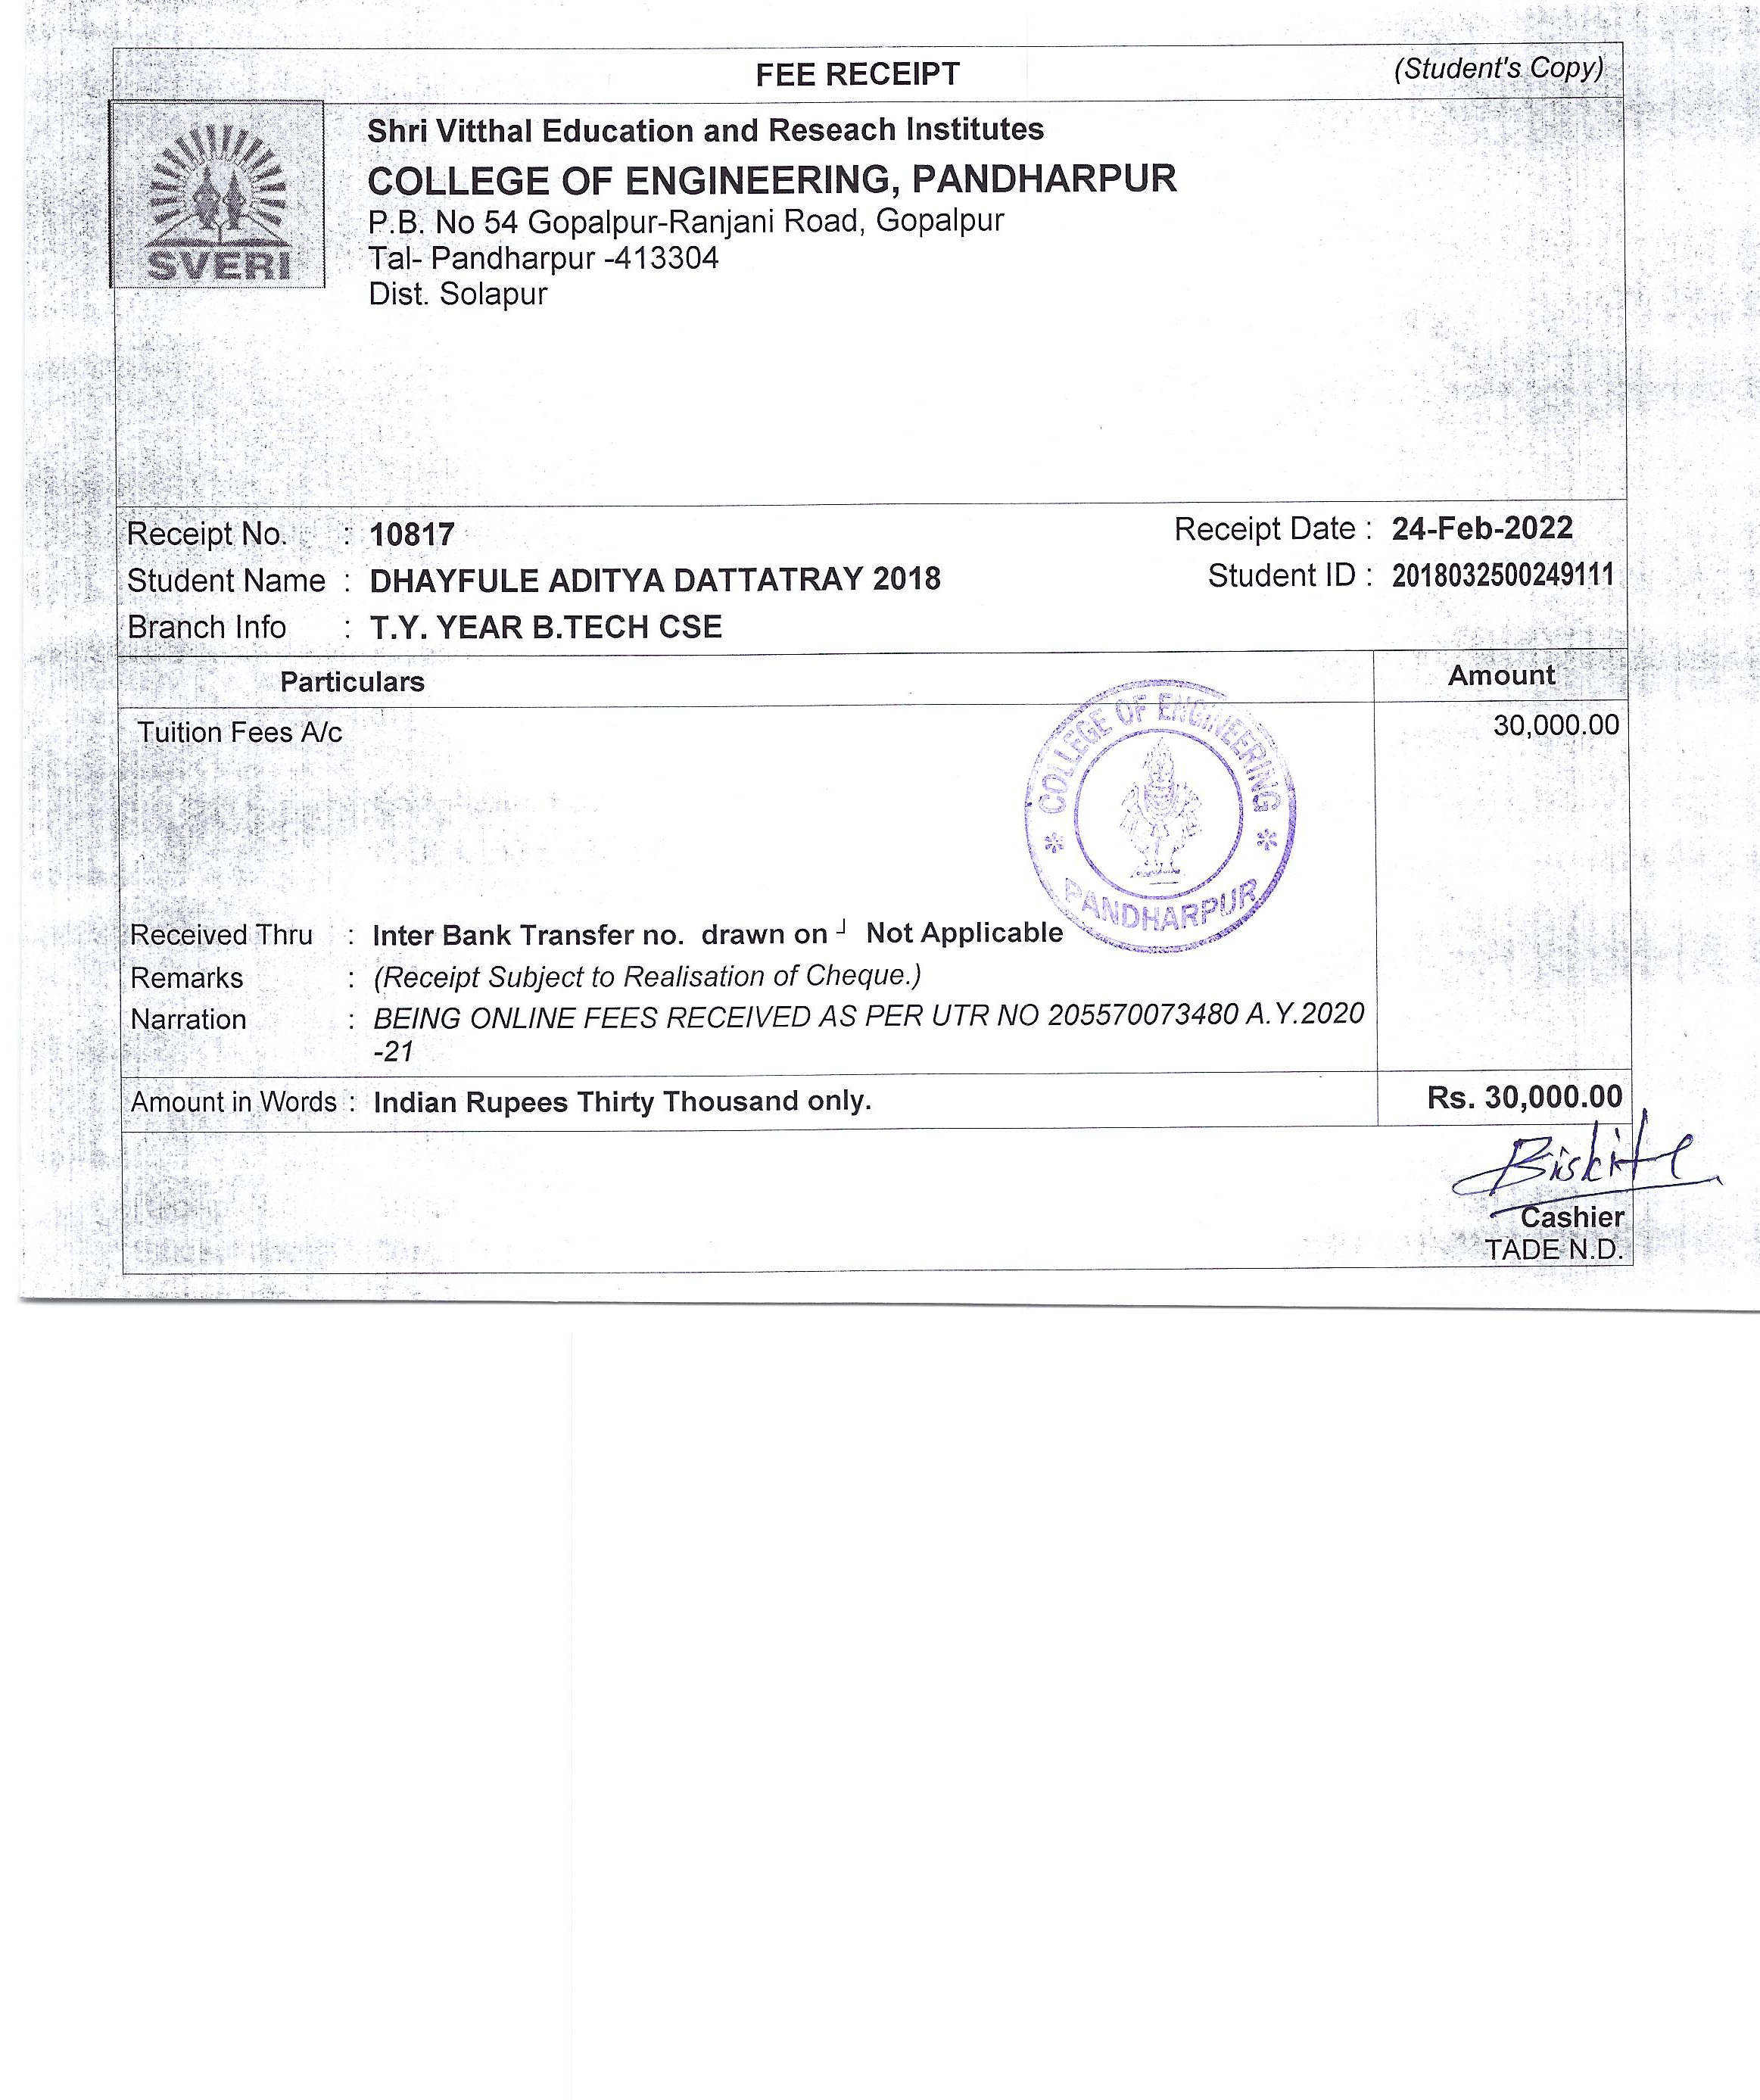 FEE RECEIPT (Student's Copy)
SVERI
Shri Vitthal Education and Reseach Institutes
COLLEGE OF ENGINEERING, PANDHARPUR
P.B. No 54 Gopalpur-Ranjani Road, Gopalpur
Tal- Pandharpur -413304
Dist. Solapur
Receipt No. : 10817 Receipt Date : 24-Feb-2022
Student Name : DHAYFULE ADITYA DATTATRAY 2018 Student ID : 2018032500249111
Branch Info : T.Y. YEAR B.TECH CSE
Particulars Amount
Tuition Fees A/c 30,000.00
COLLEGE OF ENGINEERING
* PANDHARPUR *
Received Thru : Inter Bank Transfer no. drawn on Not Applicable
Remarks : (Receipt Subject to Realisation of Cheque.)
Narration : BEING ONLINE FEES RECEIVED AS PER UTR NO 205570073480 A.Y.2020
-21
Amount in Words : Indian Rupees Thirty Thousand only. Rs. 30,000.00
Cashier
TADE N.D.